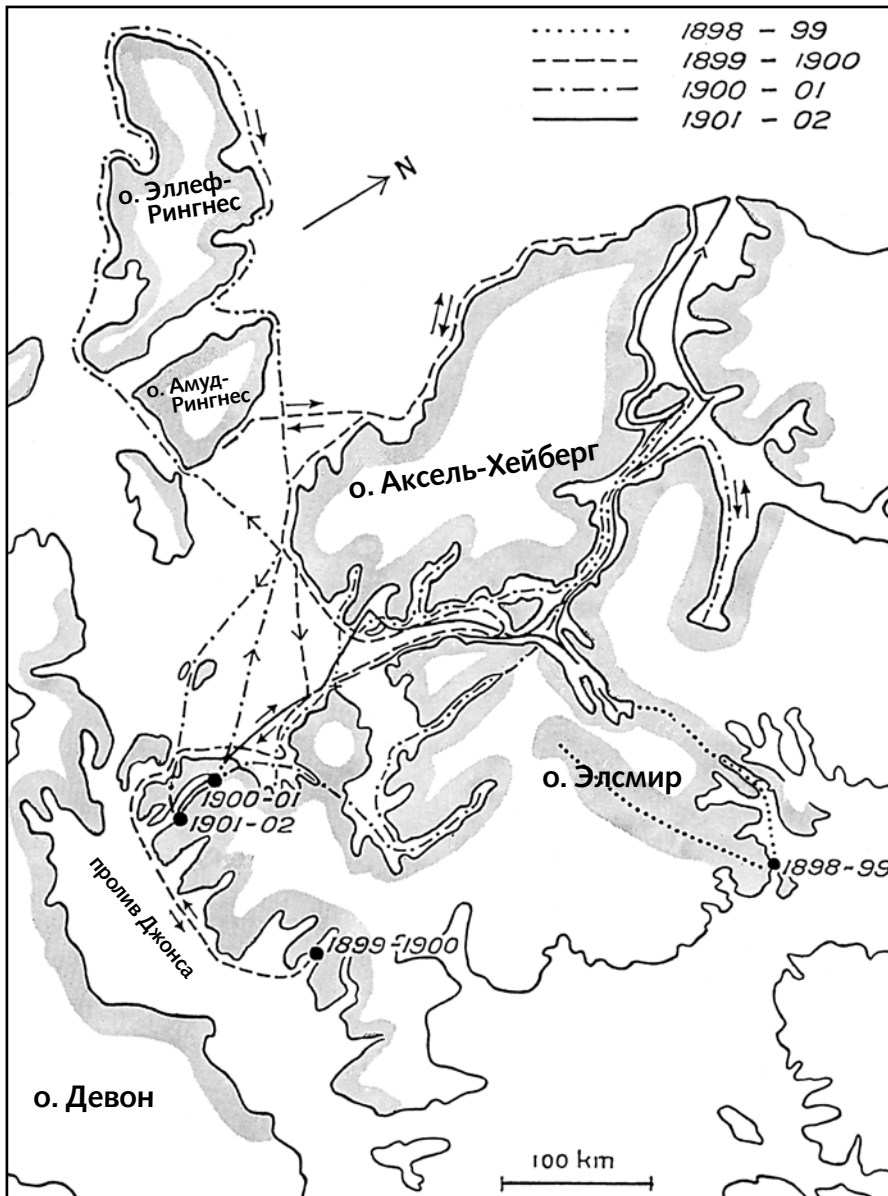 1898 - 99
1899 - 1900
1900 - 01
1901 - 02
N
о. Эллеф-
Рингнес
о. Амуд-
Рингнес
о. Аксель-Хейберг
о. Элсмир
1900-01
1901-02
1898-99
пролив Джонса
1899-1900
о. Девон
100 km